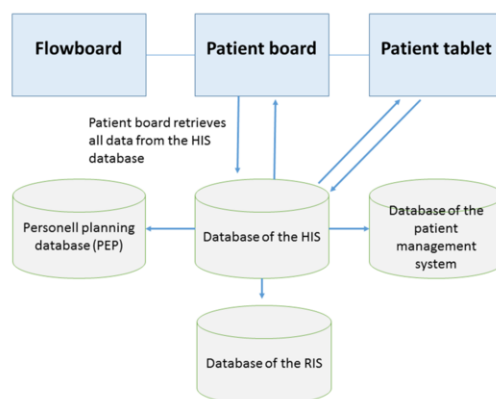 Flowboard
Patient board
Patient tablet
Patient board retrieves
all data from the HIS
database
Personell planning
database (PEP)
Database of the HIS
Database of the
patient
management
system
Database of the RIS